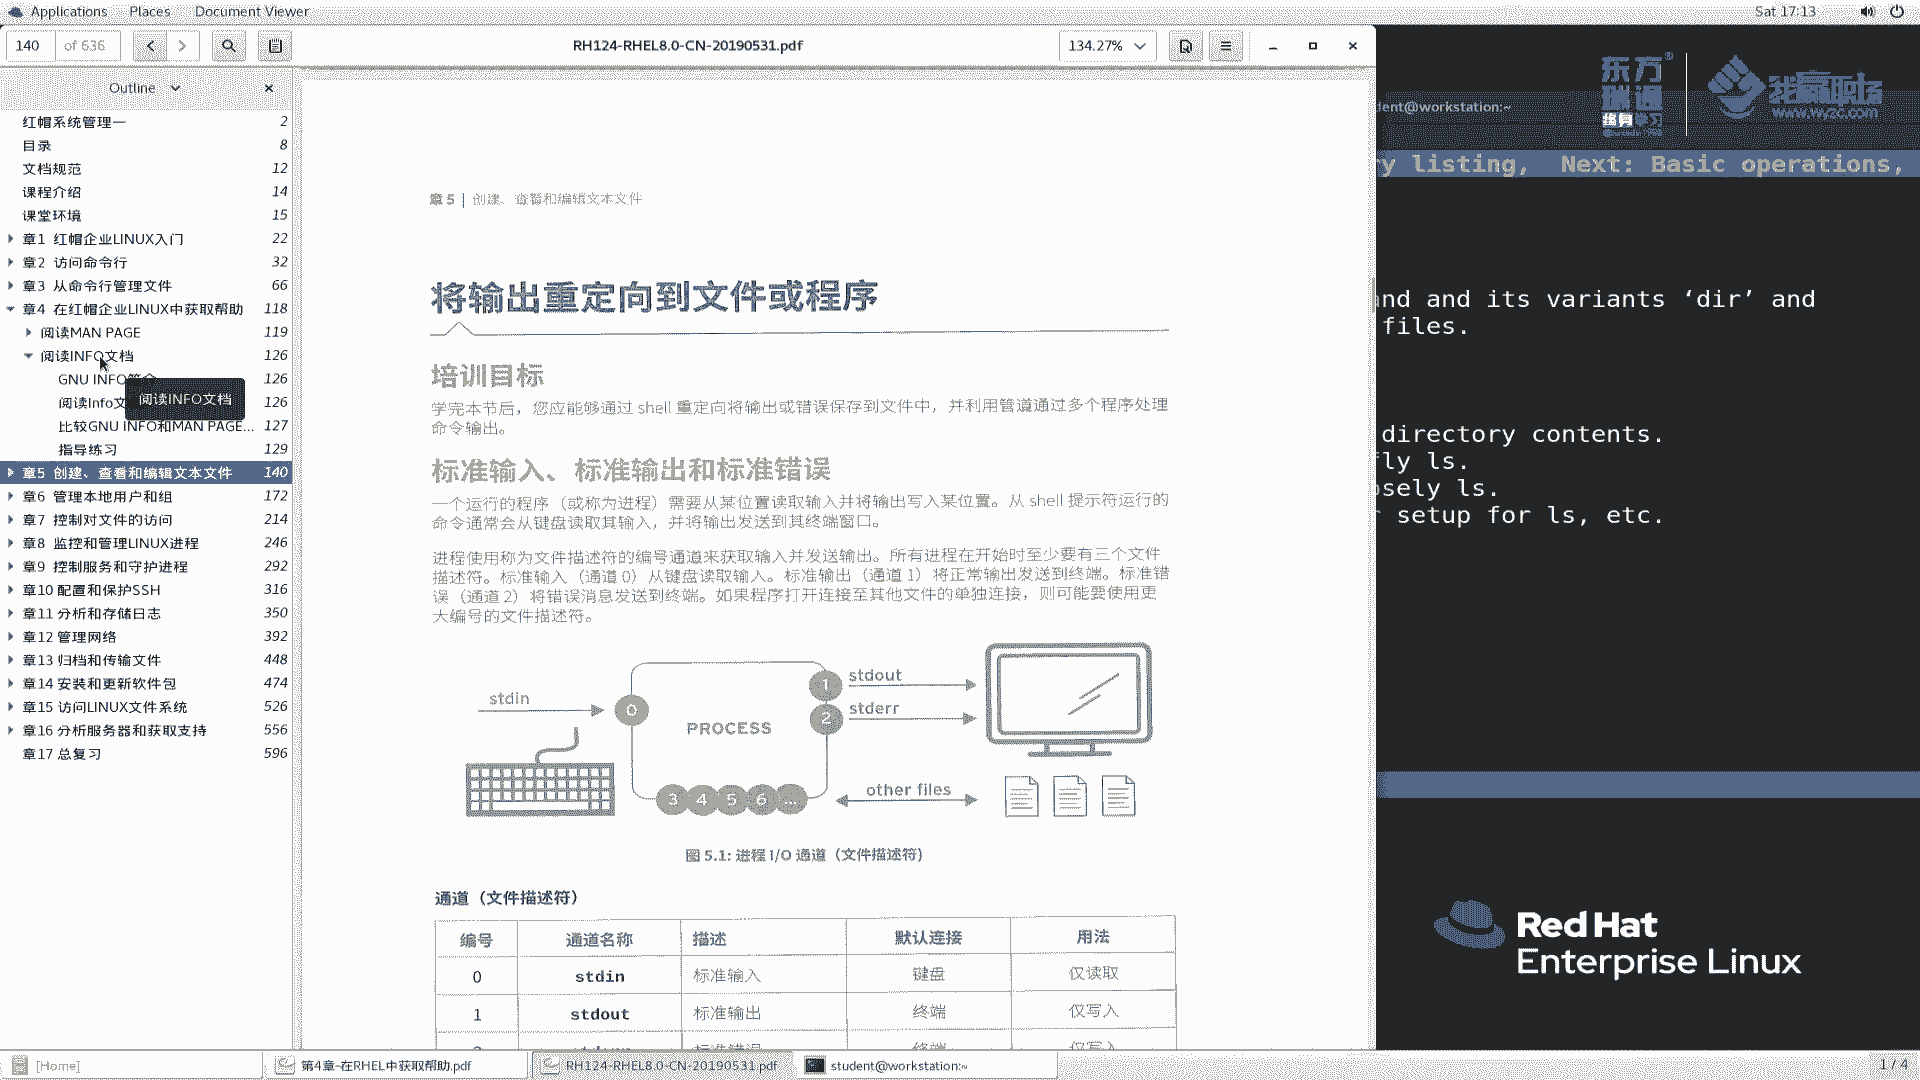 Applications Places Document Viewer Sat 17:13
140 of 636 RH124-RHEL8.0-CN-20190531.pdf 134.27%
Outline
红帽系统管理一 2
目录 8
文档规范 12
课程介绍 14
课堂环境 15
章1 红帽企业LINUX入门 22
章2 访问命令行 32
章3 从命令行管理文件 66
章4 在红帽企业LINUX中获取帮助 118
阅读MAN PAGE 119
阅读INFO文档 126
GNU INFO 126
阅读Info文 126
阅读INFO文档
比较GNU INFO和MAN PAGE... 127
指导练习 129
章5 创建、查看和编辑文本文件 140
章6 管理本地用户和组 172
章7 控制对文件的访问 214
章8 监控和管理LINUX进程 246
章9 控制服务和守护进程 292
章10 配置和保护SSH 316
章11 分析和存储日志 350
章12 管理网络 392
章13 归档和传输文件 448
章14 安装和更新软件包 474
章15 访问LINUX文件系统 526
章16 分析服务器和获取支持 556
章17 总复习 596
章 5 | 创建、查看和编辑文本文件
将输出重定向到文件或程序
培训目标
学完本节后，您应能够通过 shell 重定向将输出或错误保存到文件中，并利用管道通过多个程序处理
命令输出。
标准输入、标准输出和标准错误
一个运行的程序（或称为进程）需要从某位置读取输入并将输出写入某位置。从 shell 提示符运行的
命令通常会从键盘读取其输入，并将输出发送到其终端窗口。
进程使用称为文件描述符的编号通道来获取输入并发送输出。所有进程在开始时至少要有三个文件
描述符。标准输入（通道 0）从键盘读取输入。标准输出（通道 1）将正常输出发送到终端。标准错
误（通道 2）将错误消息发送到终端。如果程序打开连接至其他文件的单独连接，则可能要使用更
大编号的文件描述符。
stdin
0
PROCESS
1
stdout
2
stderr
3 4 5 6 ...
other files
图 5.1: 进程 I/O 通道（文件描述符）
通道（文件描述符）
编号 通道名称 描述 默认连接 用法
0 stdin 标准输入 键盘 仅读取
1 stdout 标准输出 终端 仅写入
东方瑞通 ®
终身学习
我赢职场
www.wyzc.com
dent@workstation:~
y listing, Next: Basic operations,
and and its variants ‘dir’ and
files.
directory contents.
fly ls.
osely ls.
setup for ls, etc.
Red Hat
Enterprise Linux
[Home] 第4章-在RHEL中获取帮助.pdf RH124-RHEL8.0-CN-20190531.pdf student@workstation:~ 1 / 4